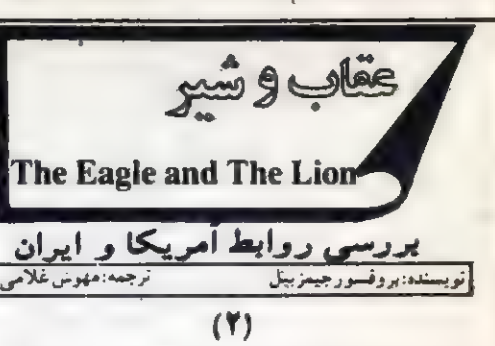 عقاب و شیر
The Eagle and The Lion
بررسی روابط آمریکا و ایران
نویسنده: پروفسور جیمز بیل ترجمه: مهوش غلامی
(۲)